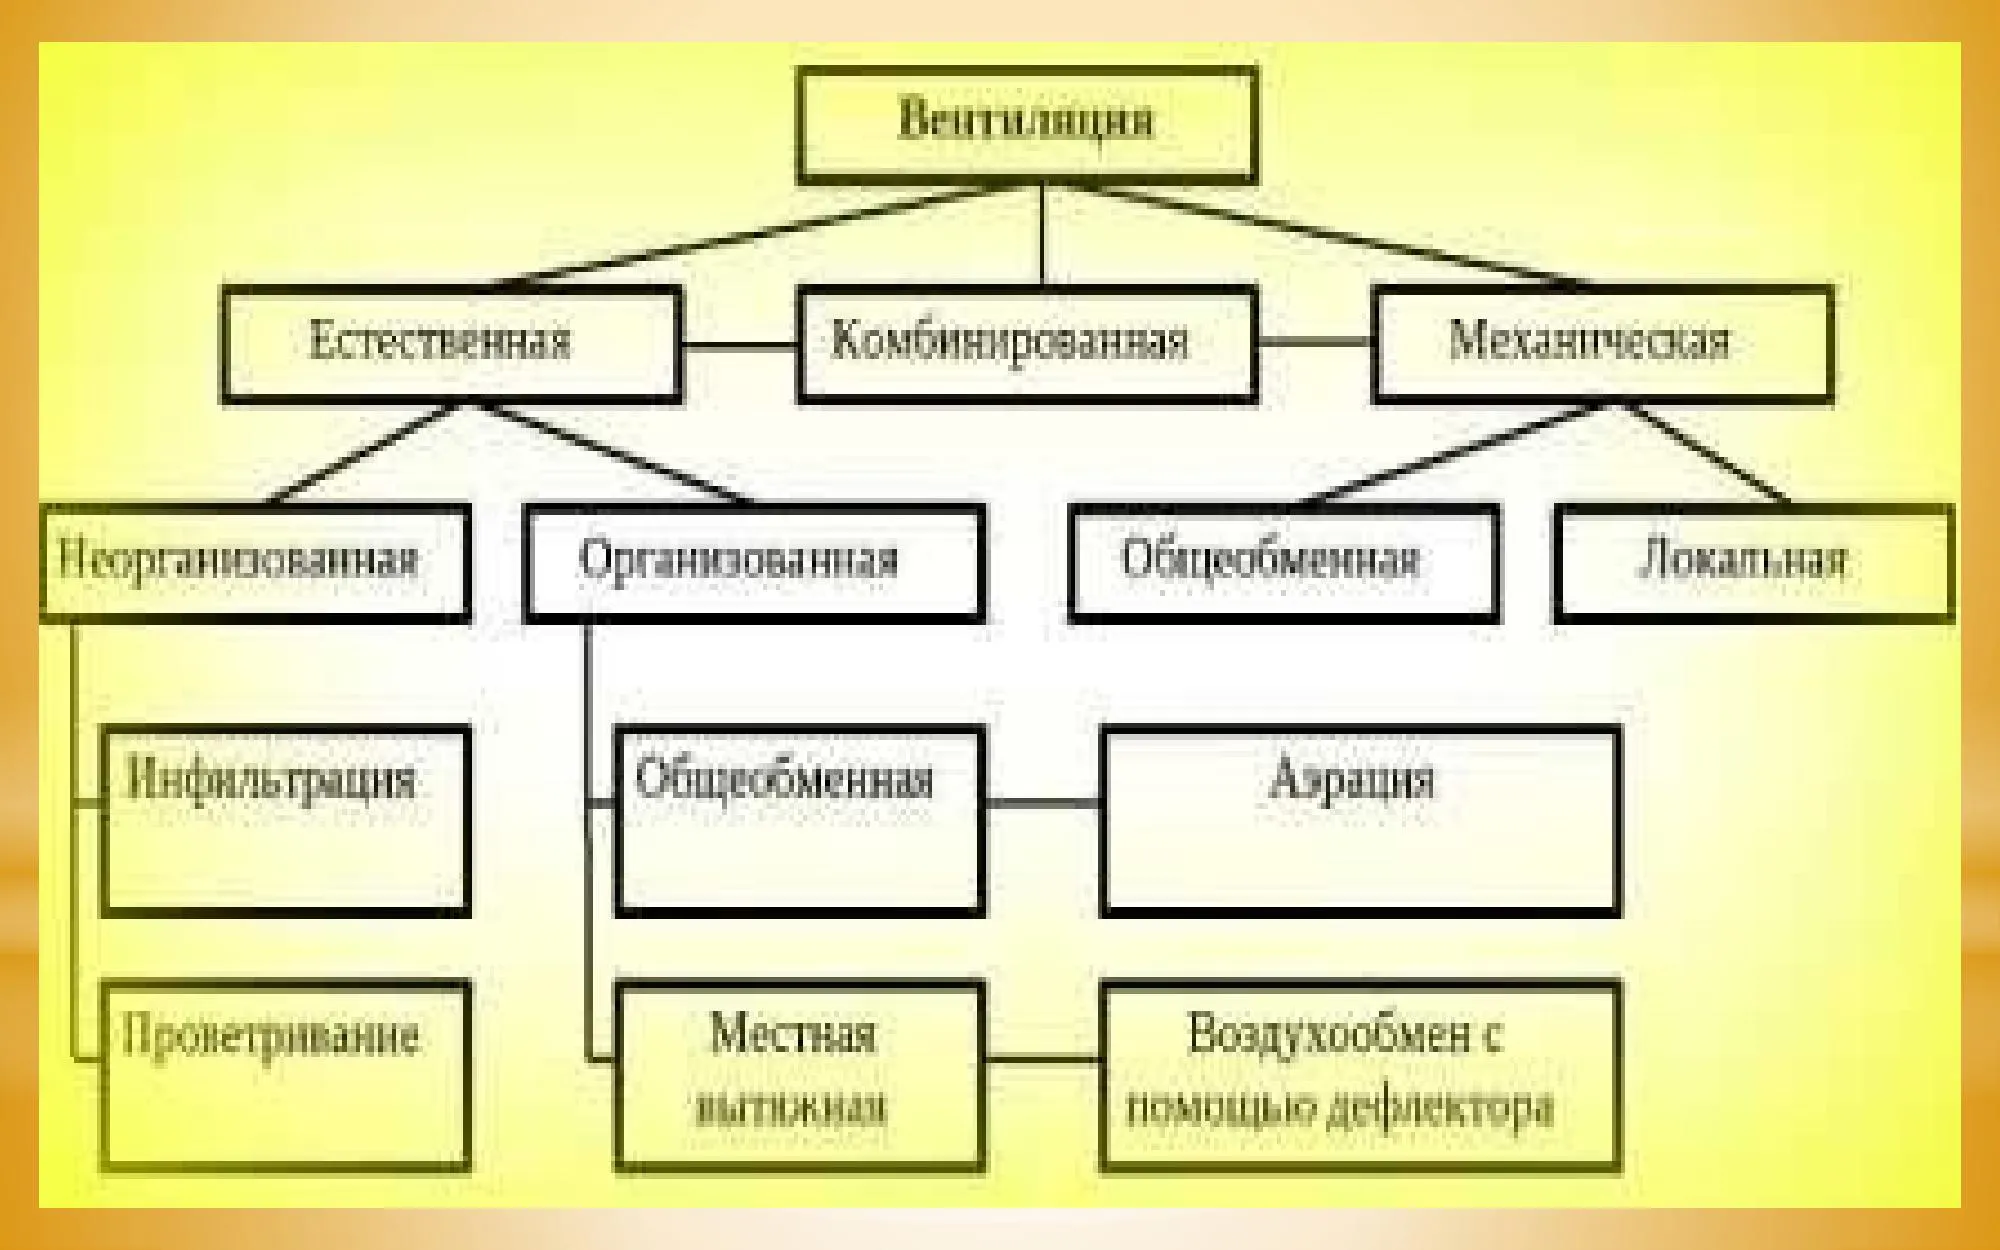 Вентиляция
Естественная
Комбинированная
Механическая
Неорганизованная
Организованная
Общеобменная
Локальная
Инфильтрация
Общеобменная
Аэрация
Проветривание
Местная
вытяжная
Воздухообмен с
помощью дефлектора